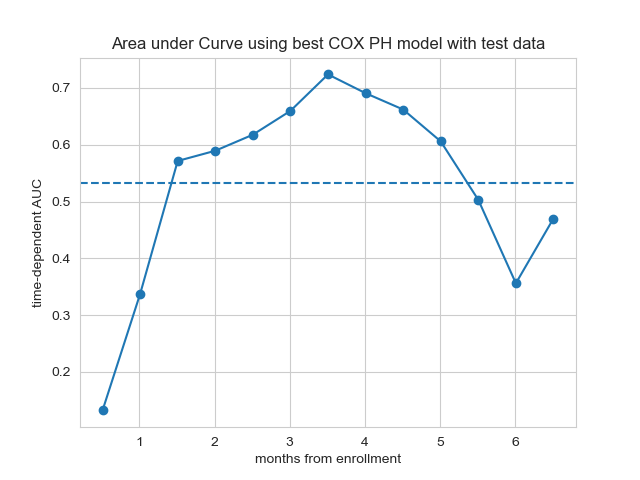 Area under Curve using best COX PH model with test data
time-dependent AUC
0.7
0.6
0.5
0.4
0.3
0.2
1 2 3 4 5 6
months from enrollment